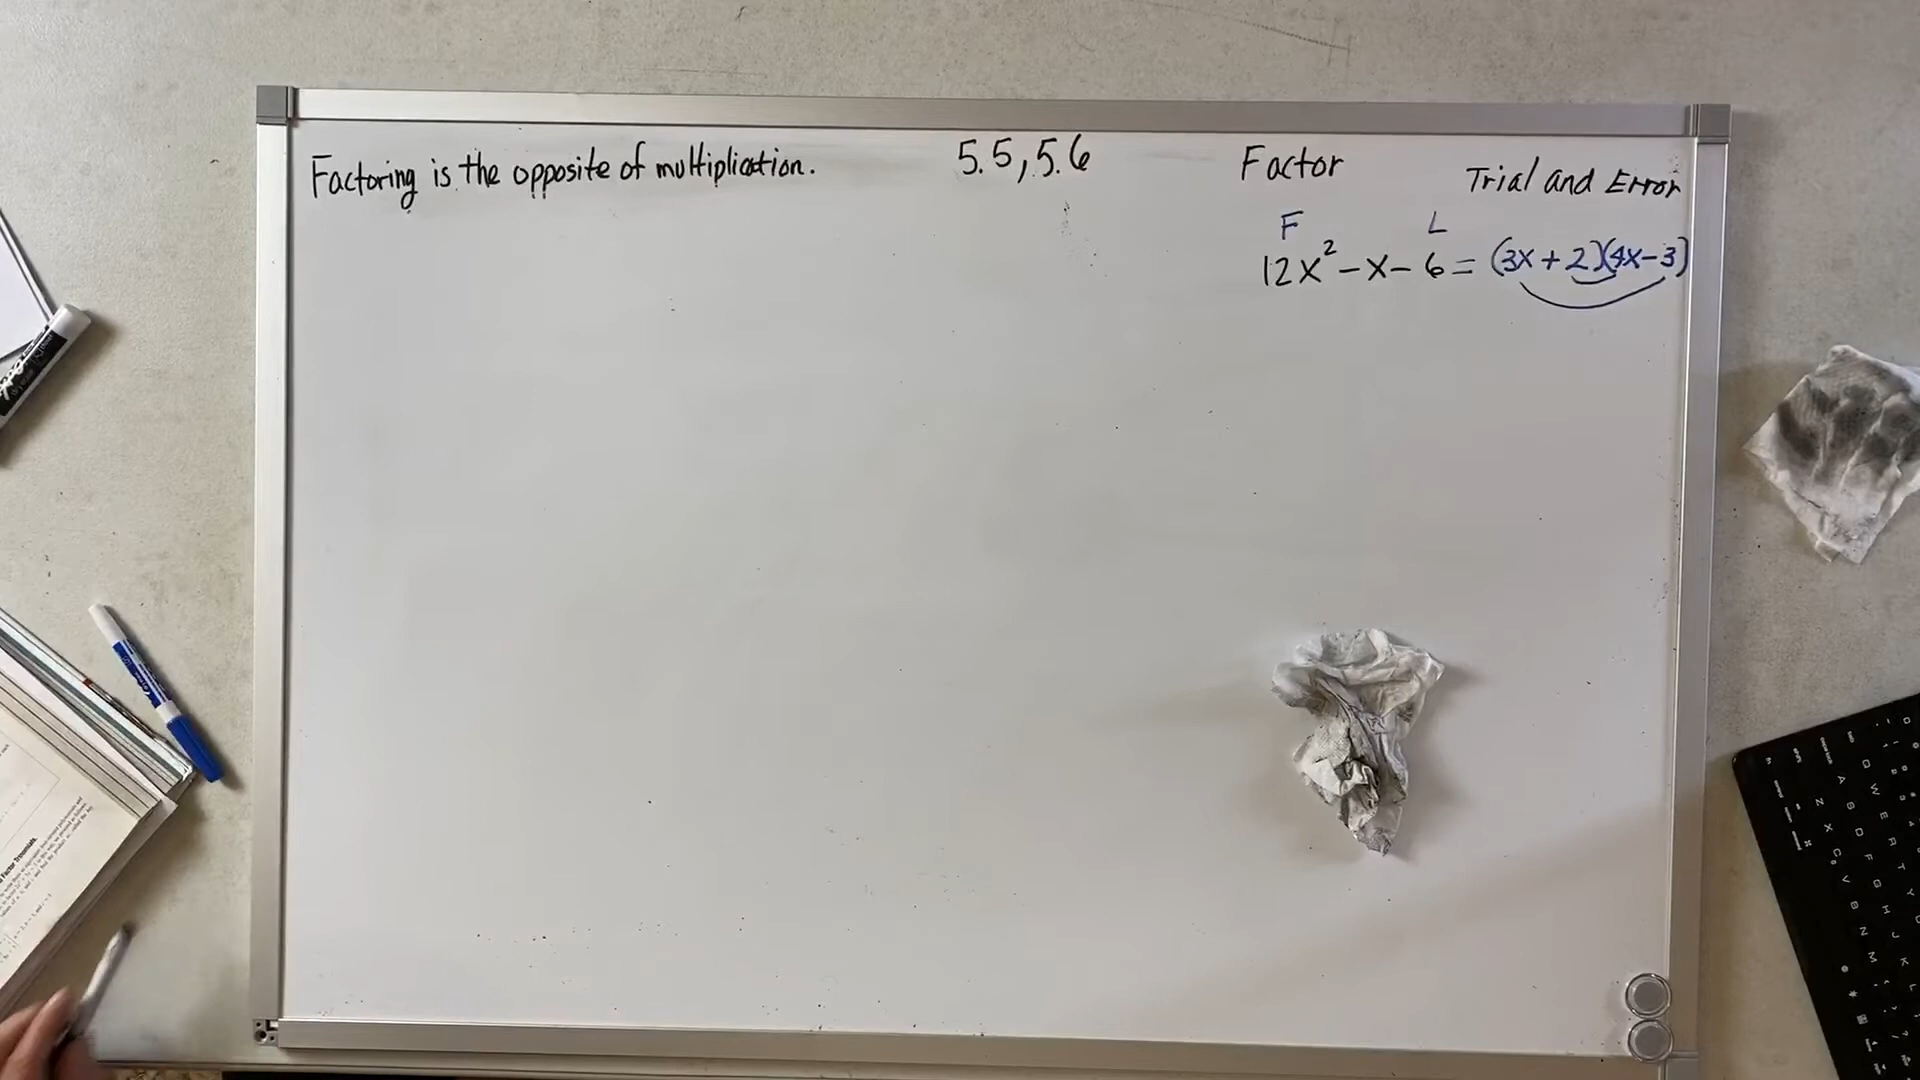 Factoring is the opposite of multiplication.
5.5, 5.6
Factor
Trial and Error
F L
12x² - x - 6 = (3x + 2)(4x - 3)